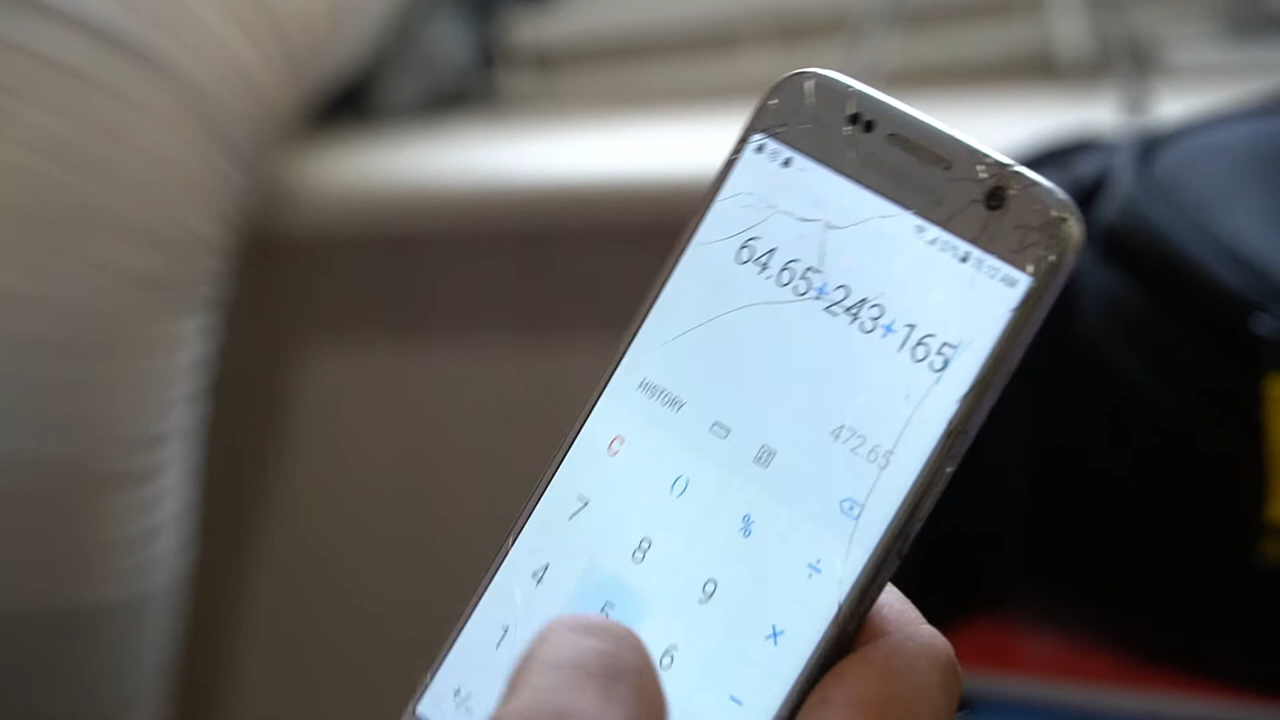 64.65+243+165
472.65
HISTORY
C () % ÷
7 8 9 ×
4 5 6 -
1
+/-